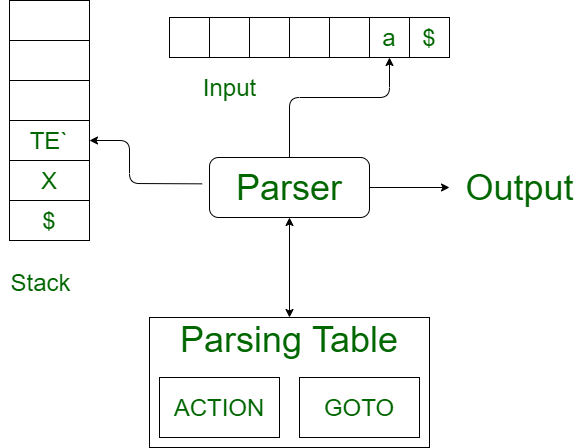 a $
Input
TE`
X
$
Stack
Parser
Output
Parsing Table
ACTION GOTO